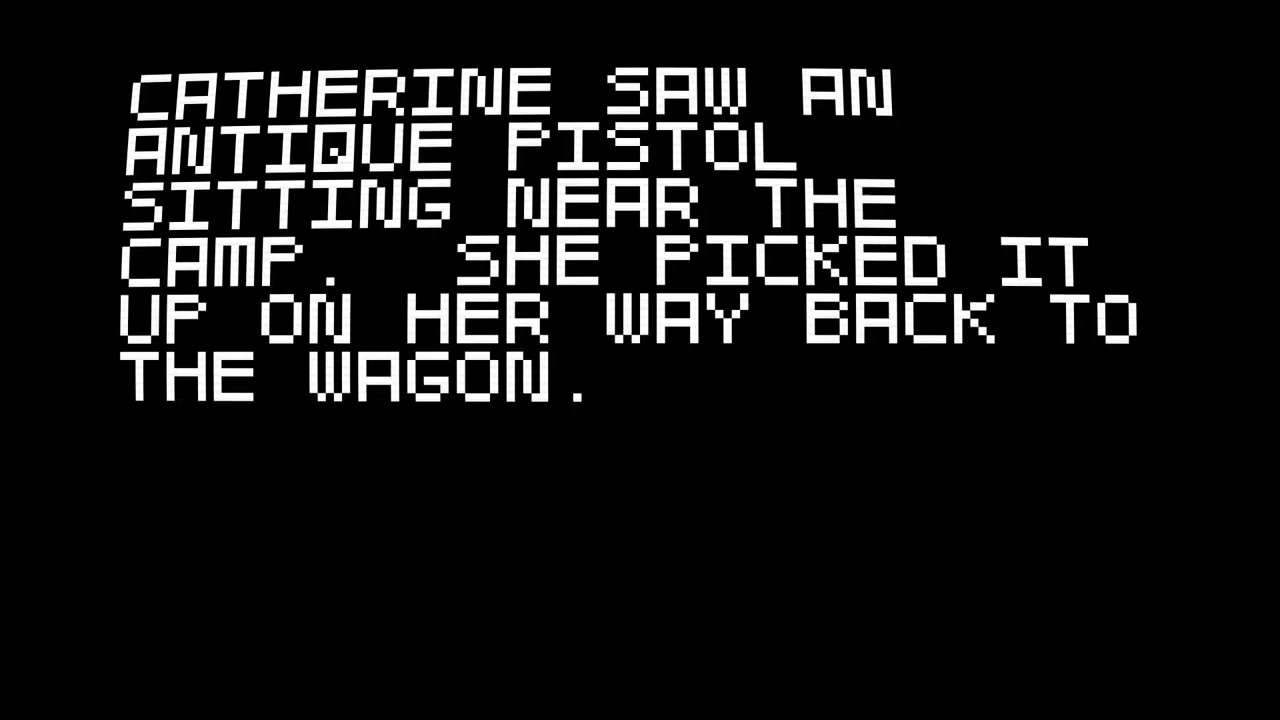 CATHERINE SAW AN
ANTIQUE PISTOL
SITTING NEAR THE
CAMP.  SHE PICKED IT
UP ON HER WAY BACK TO
THE WAGON.